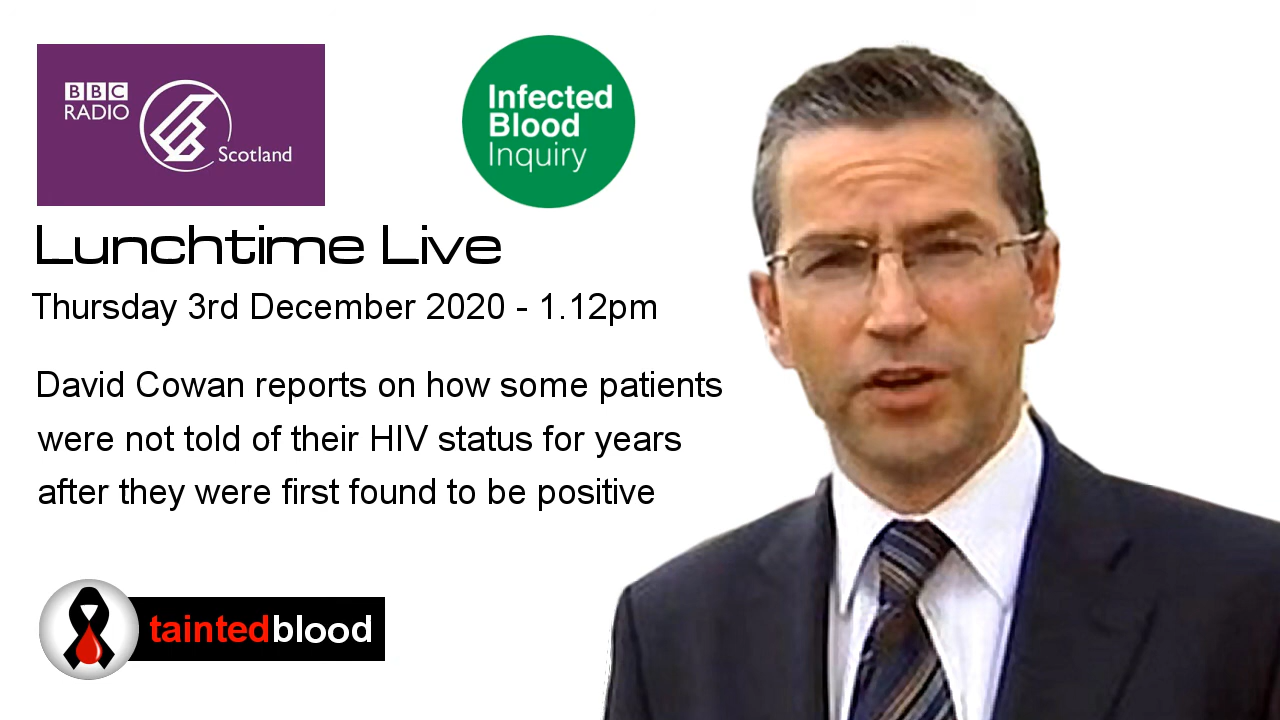 BBC
RADIO
Scotland
Infected
Blood
Inquiry
Lunchtime Live
Thursday 3rd December 2020 - 1.12pm
David Cowan reports on how some patients
were not told of their HIV status for years
after they were first found to be positive
taintedblood